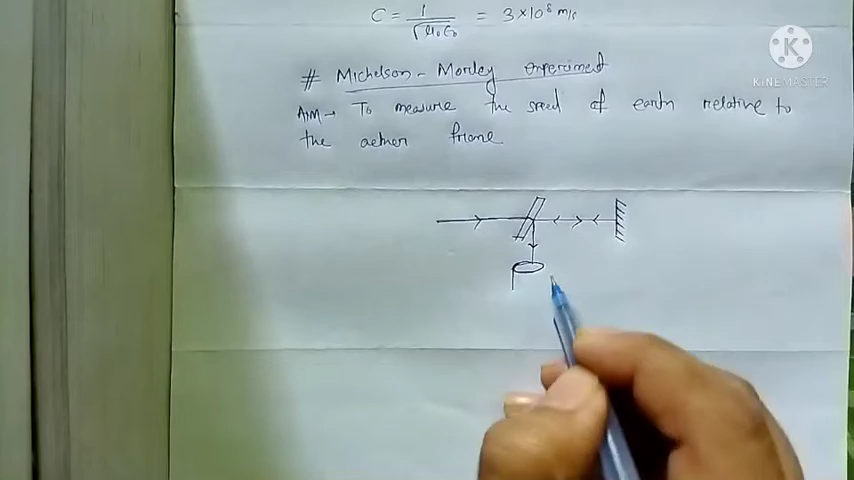 C = 1/√μ₀ε₀ = 3×10⁸ m/s
# Michelson - Morley experiment
AIM → To measure the speed of earth relative to
the aether frame
K
KINEMASTER